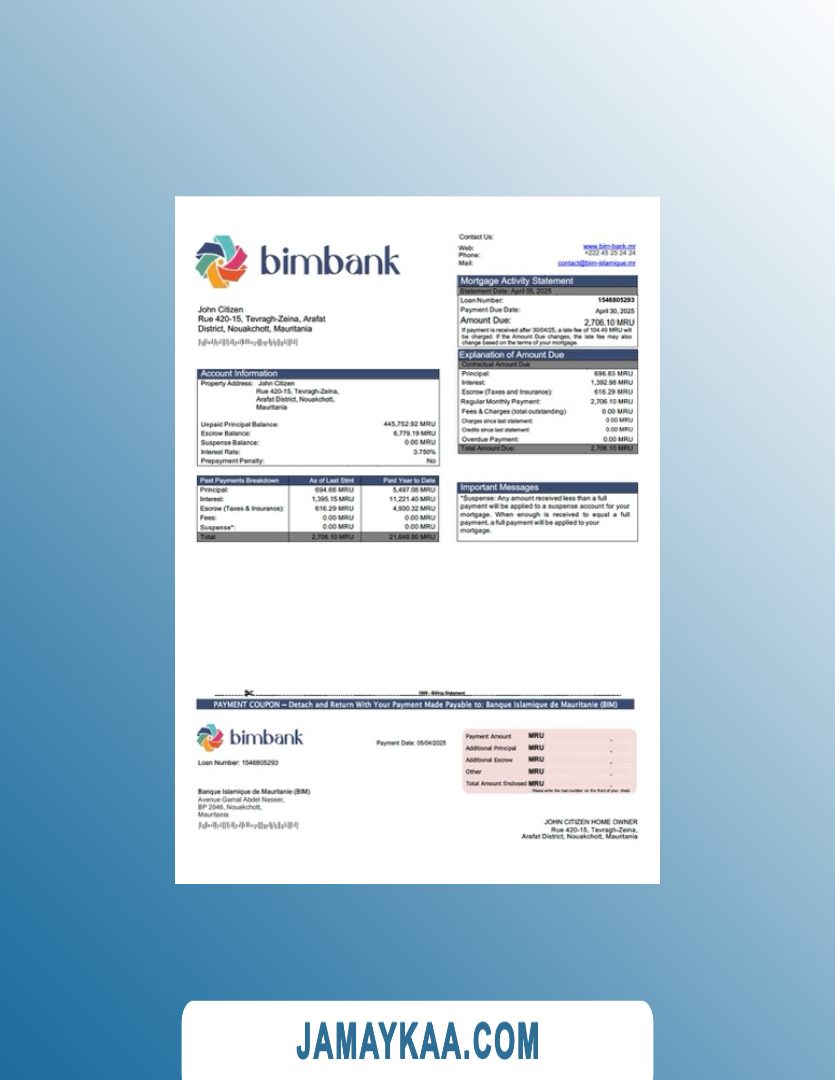 bimbank
Contact Us:
Web: www.bim-bank.mr
Phone: +222 45 25 24 24
Mail: contact@bim-islamique.mr
John Citizen
Rue 420-15, Tevragh-Zeina, Arafat
District, Nouakchott, Mauritania
Mortgage Activity Statement
Statement Date: April 05, 2025
Loan Number: 1546805293
Payment Due Date: April 30, 2025
Amount Due: 2,706.10 MRU
If payment is received after 30/04/25, a late fee of 104.49 MRU will
be charged. If the Amount Due changes, the late fee may also
change based on the terms of your mortgage.
Explanation of Amount Due
Contractual Amount Due
Principal: 696.83 MRU
Interest: 1,392.98 MRU
Escrow (Taxes and Insurance): 616.29 MRU
Regular Monthly Payment: 2,706.10 MRU
Fees & Charges (total outstanding) 0.00 MRU
Charges since last statement: 0.00 MRU
Credits since last statement: 0.00 MRU
Overdue Payment: 0.00 MRU
Total Amount Due: 2,706.10 MRU
Account Information
Property Address: John Citizen
Rue 420-15, Tevragh-Zeina,
Arafat District, Nouakchott,
Mauritania
Unpaid Principal Balance: 445,752.92 MRU
Escrow Balance: 6,779.19 MRU
Suspense Balance: 0.00 MRU
Interest Rate: 3.750%
Prepayment Penalty: No
Past Payments Breakdown As of Last Stmt Paid Year to Date
Principal: 694.66 MRU 5,497.08 MRU
Interest: 1,395.15 MRU 11,221.40 MRU
Escrow (Taxes & Insurance): 616.29 MRU 4,930.32 MRU
Fees: 0.00 MRU 0.00 MRU
Suspense*: 0.00 MRU 0.00 MRU
Total: 2,706.10 MRU 21,648.80 MRU
Important Messages
*Suspense: Any amount received less than a full
payment will be applied to a suspense account for your
mortgage. When enough is received to equal a full
payment, a full payment will be applied to your
mortgage.
Billing Statement
PAYMENT COUPON – Detach and Return With Your Payment Made Payable to: Banque Islamique de Mauritanie (BIM)
bimbank
Payment Date: 05/04/2025
Loan Number: 1546805293
Payment Amount MRU .
Additional Principal MRU .
Additional Escrow MRU .
Other MRU .
Total Amount Enclosed MRU .
Please write the loan number on the front of your check.
Banque Islamique de Mauritanie (BIM)
Avenue Gamal Abdel Nasser,
BP 2046, Nouakchott,
Mauritania
JOHN CITIZEN HOME OWNER
Rue 420-15, Tevragh-Zeina,
Arafat District, Nouakchott, Mauritania
JAMAYKAA.COM